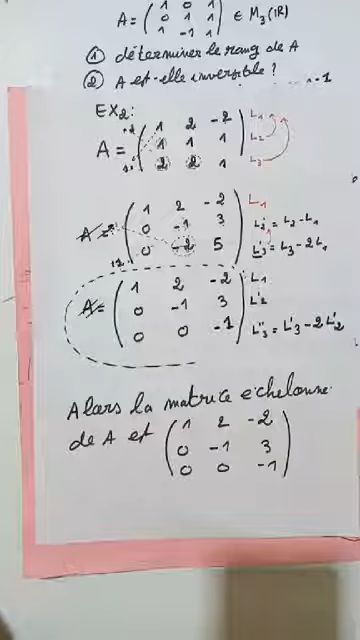 A = ( 1 0 1
0 1 1 ∈ M₃(IR)
1 -1 1 )
① déterminer le rang de A
② A est-elle inversible ?
EX2:
( 1 2 -2 ) L₁
A = ( 1 1 1 ) L₂
( 2 2 1 ) L₃
( 1 2 -2 ) L₁
A = ( 0 -1 3 ) L'₂ = L₂ - L₁
( 0 -2 5 ) L'₃ = L₃ - 2L₁
( 1 2 -2 ) L₁
A = ( 0 -1 3 ) L'₂
( 0 0 -1 ) L''₃ = L'₃ - 2L'₂
Alors la matrice echelonne
de A et ( 1 2 -2
0 -1 3
0 0 -1 )